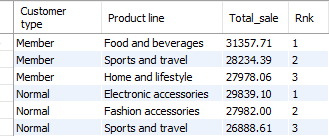 Customer type Product line Total_sale Rnk
Member Food and beverages 31357.71 1
Member Sports and travel 28234.39 2
Member Home and lifestyle 27978.06 3
Normal Electronic accessories 29839.10 1
Normal Fashion accessories 27982.00 2
Normal Sports and travel 26888.61 3